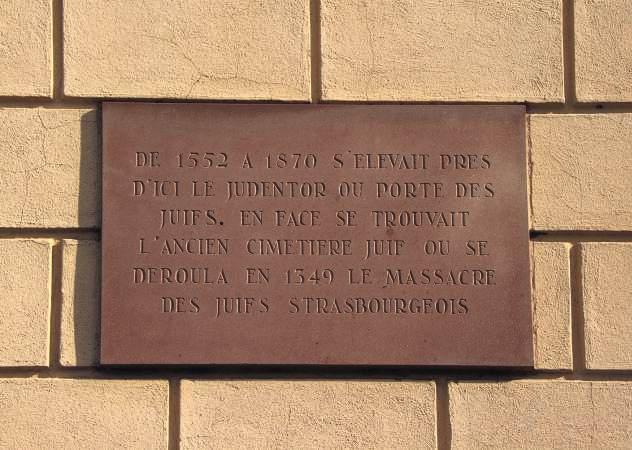 DE 1552 A 1870 S'ELEVAIT PRES
D'ICI LE JUDENTOR OU PORTE DES
JUIFS. EN FACE SE TROUVAIT
L'ANCIEN CIMETIERE JUIF OU SE
DEROULA EN 1349 LE MASSACRE
DES JUIFS STRASBOURGEOIS